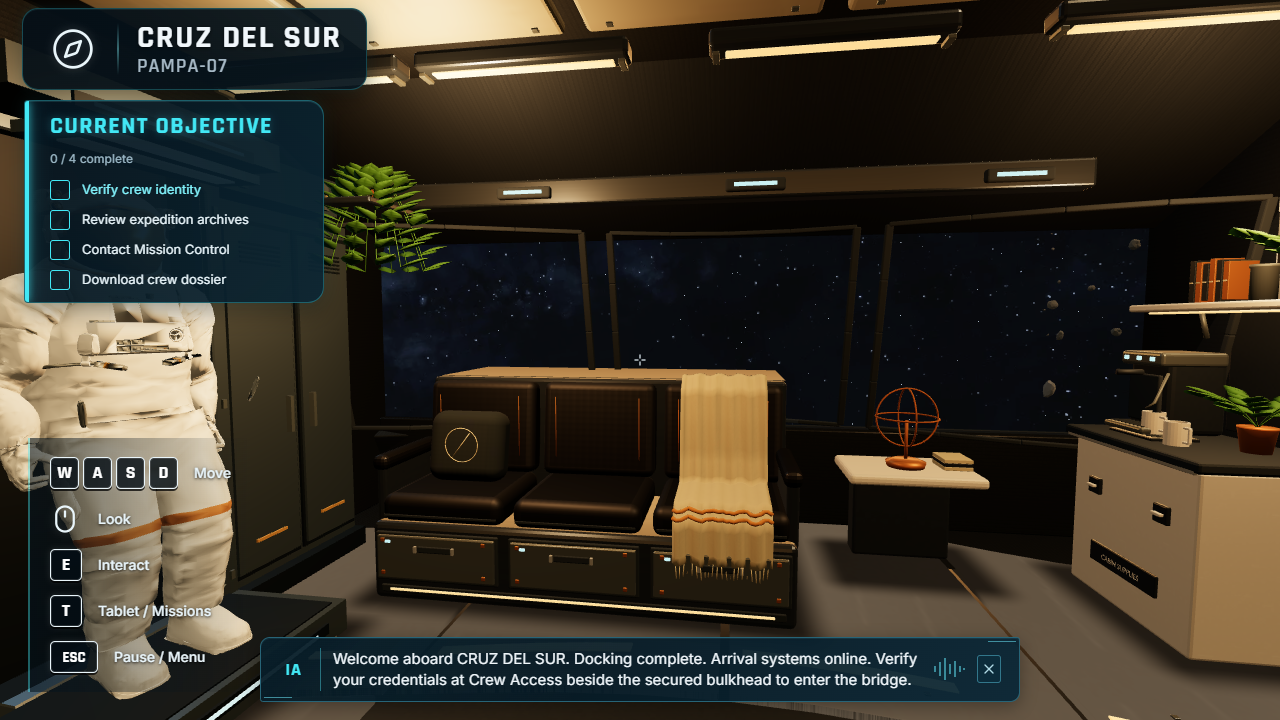 CRUZ DEL SUR
PAMPA-07
CURRENT OBJECTIVE
0 / 4 complete
Verify crew identity
Review expedition archives
Contact Mission Control
Download crew dossier
W A S D Move
Look
E Interact
T Tablet / Missions
ESC Pause / Menu
CABIN SUPPLIES
IA
Welcome aboard CRUZ DEL SUR. Docking complete. Arrival systems online. Verify
your credentials at Crew Access beside the secured bulkhead to enter the bridge.